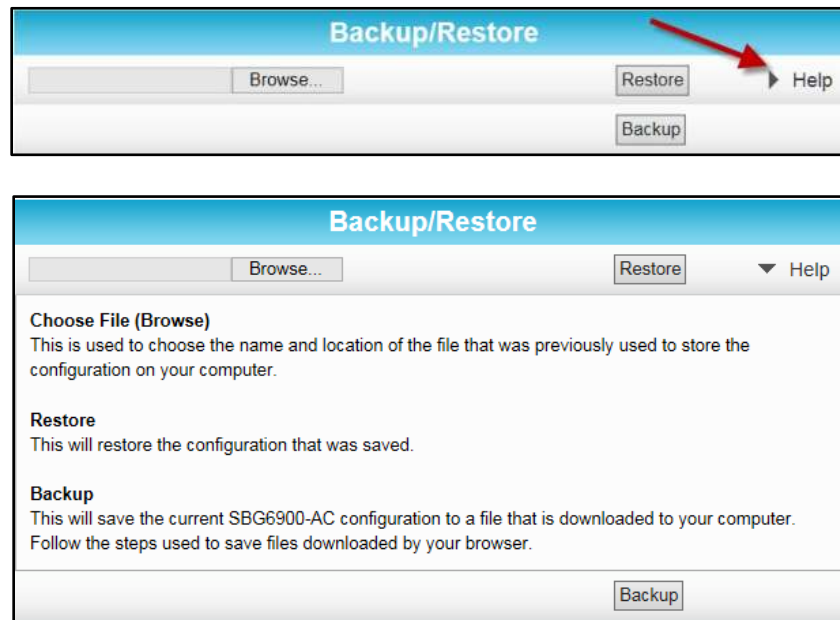 Backup/Restore
Browse... Restore Help
Backup
Backup/Restore
Browse... Restore Help
Choose File (Browse)
This is used to choose the name and location of the file that was previously used to store the
configuration on your computer.
Restore
This will restore the configuration that was saved.
Backup
This will save the current SBG6900-AC configuration to a file that is downloaded to your computer.
Follow the steps used to save files downloaded by your browser.
Backup